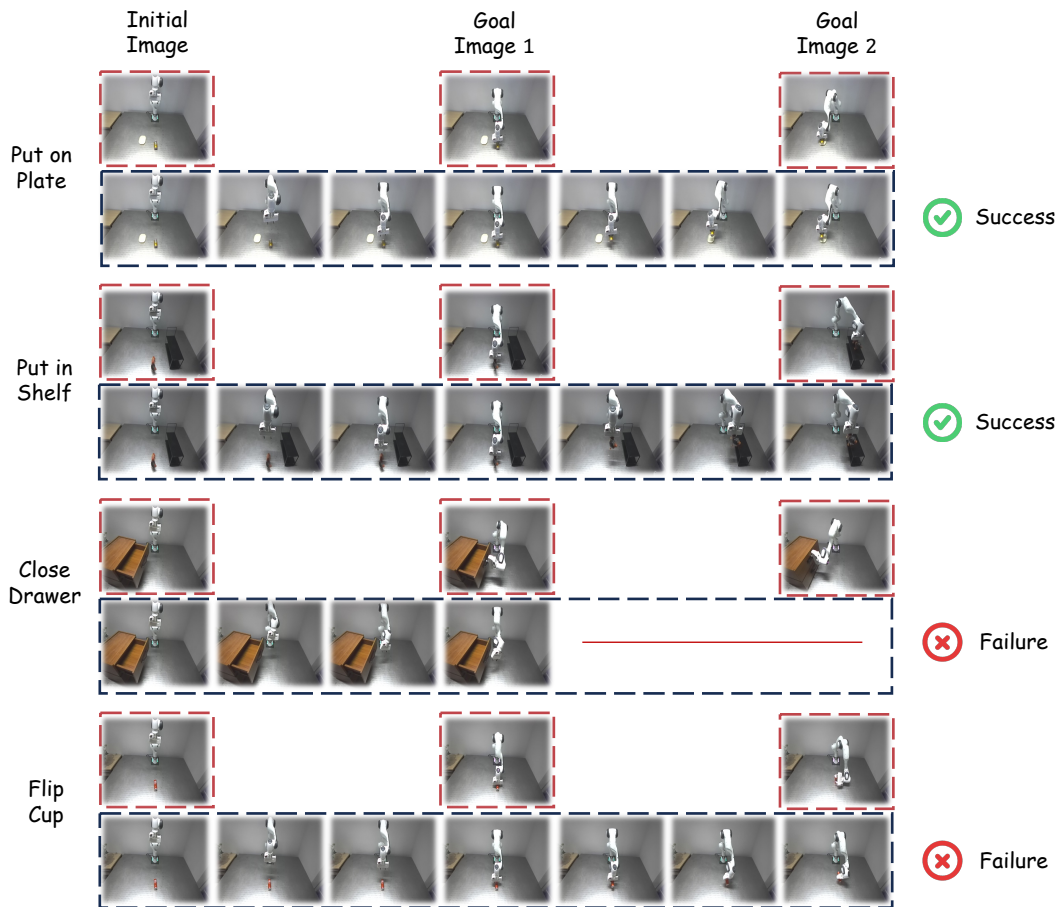 Initial
Image
Goal
Image 1
Goal
Image 2
Put on
Plate
Success
Put in
Shelf
Success
Close
Drawer
Failure
Flip
Cup
Failure